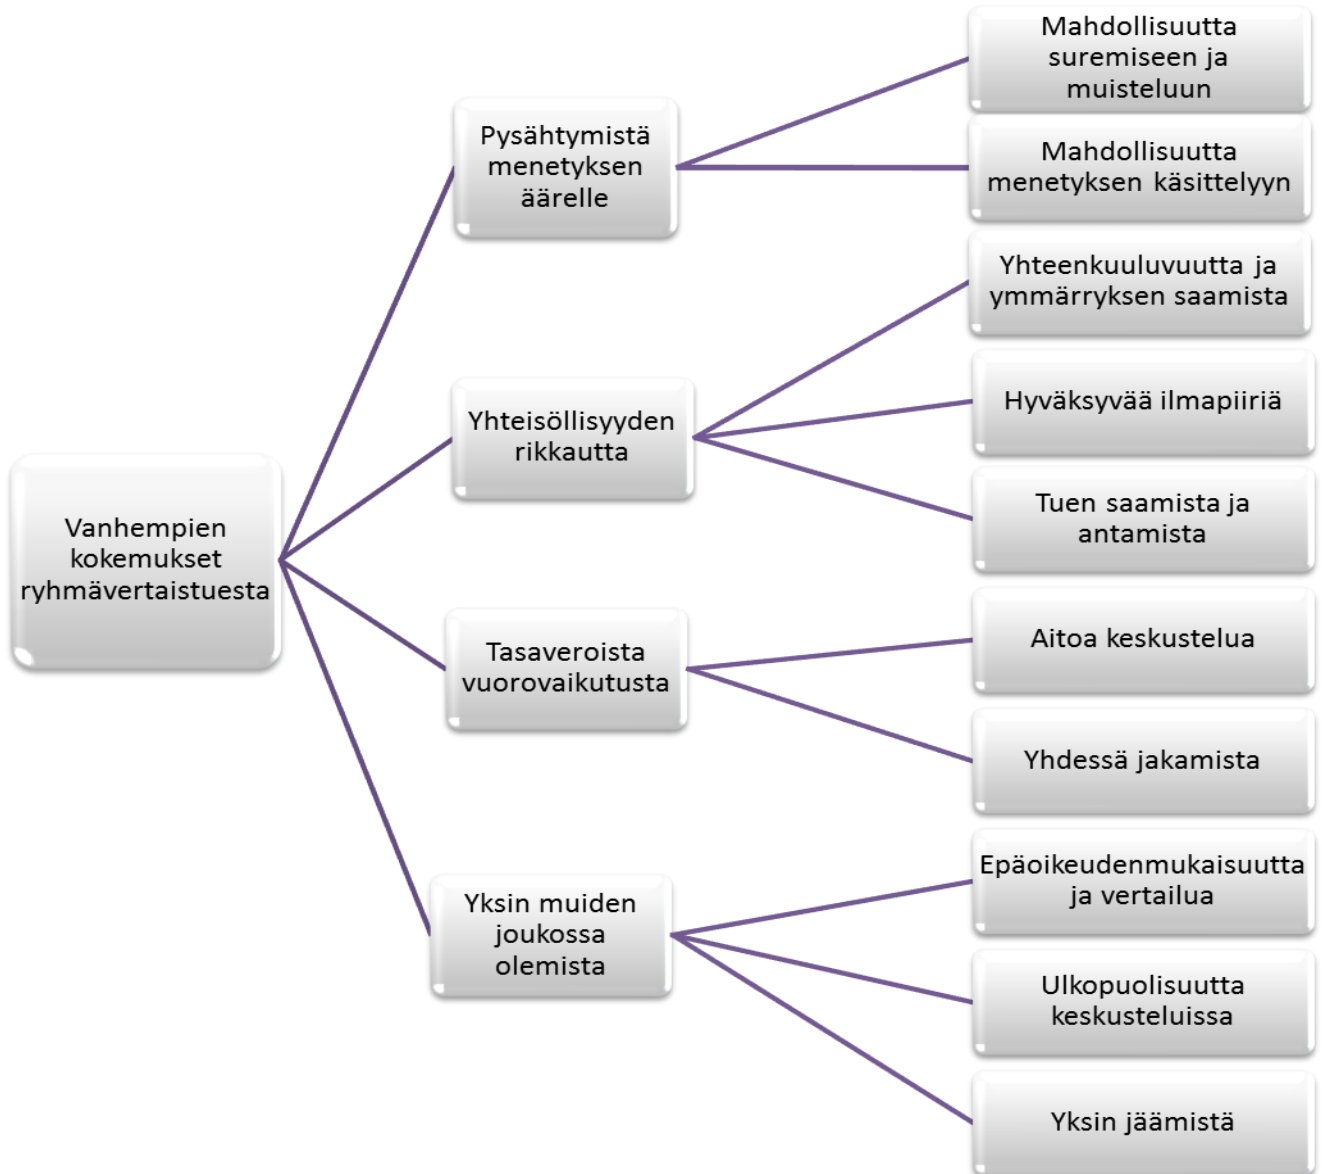 Vanhempien
kokemukset
ryhmävertaistuesta
Pysähtymistä
menetyksen
äärelle
Mahdollisuutta
suremiseen ja
muisteluun
Mahdollisuutta
menetyksen käsittelyyn
Yhteisöllisyyden
rikkautta
Yhteenkuuluvuutta ja
ymmärryksen saamista
Hyväksyvää ilmapiiriä
Tuen saamista ja
antamista
Tasaveroista
vuorovaikutusta
Aitoa keskustelua
Yhdessä jakamista
Yksin muiden
joukossa
olemista
Epäoikeudenmukaisuutta
ja vertailua
Ulkopuolisuutta
keskusteluissa
Yksin jäämistä